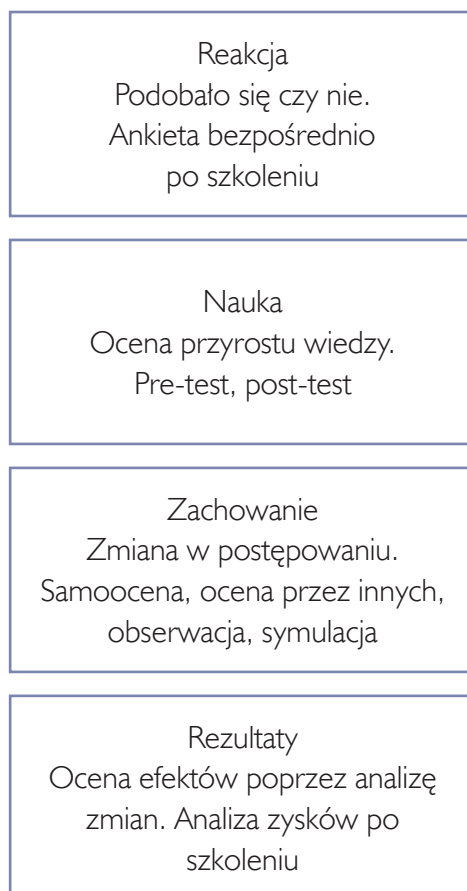 Reakcja
Podobało się czy nie.
Ankieta bezpośrednio
po szkoleniu
Nauka
Ocena przyrostu wiedzy.
Pre-test, post-test
Zachowanie
Zmiana w postępowaniu.
Samoocena, ocena przez innych,
obserwacja, symulacja
Rezultaty
Ocena efektów poprzez analizę
zmian. Analiza zysków po
szkoleniu